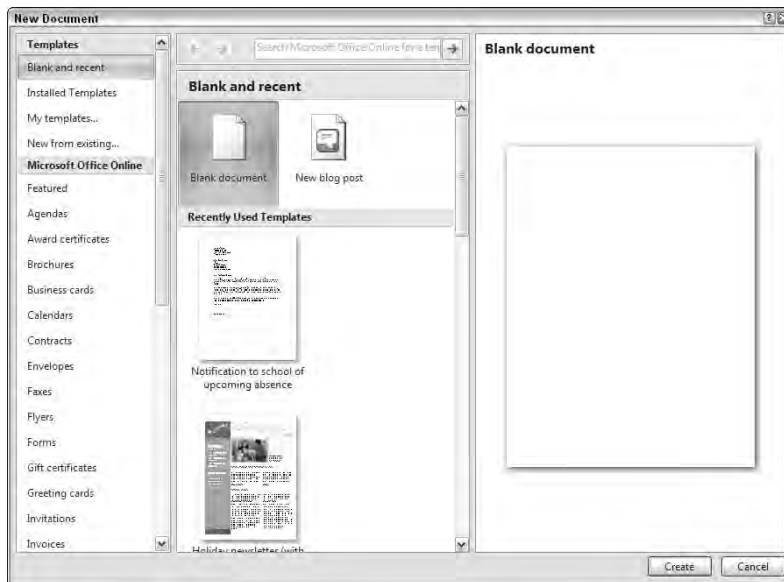 New Document
Templates
Blank and recent
Installed Templates
My templates...
New from existing...
Microsoft Office Online
Featured
Agendas
Award certificates
Brochures
Business cards
Calendars
Contracts
Envelopes
Faxes
Flyers
Forms
Gift certificates
Greeting cards
Invitations
Invoices
Search Microsoft Office Online for a tem
Blank and recent
Blank document
New blog post
Recently Used Templates
Notification to school of
upcoming absence
Holiday newsletter (with
Blank document
Create
Cancel